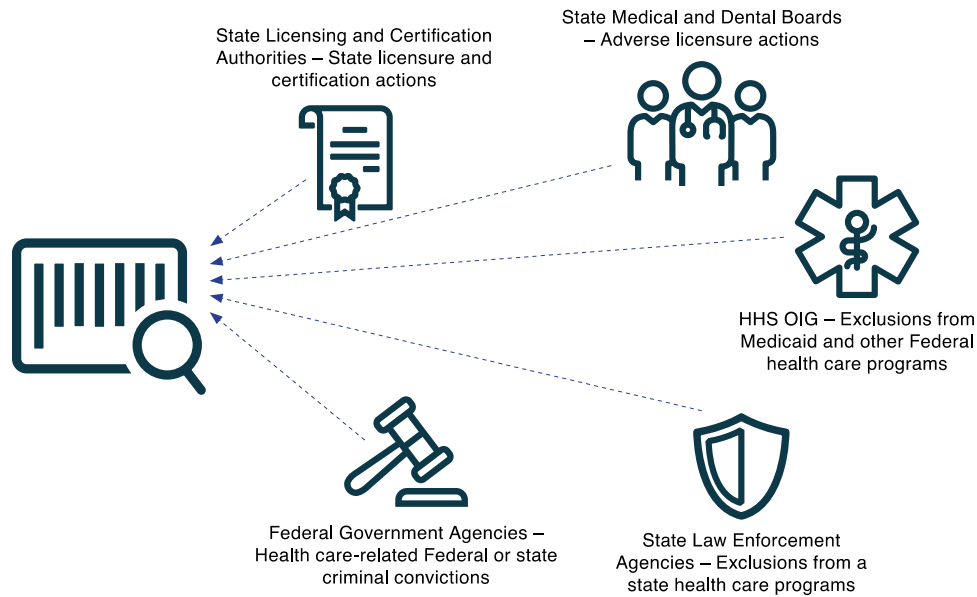 State Licensing and Certification
Authorities – State licensure and
certification actions
State Medical and Dental Boards
– Adverse licensure actions
HHS OIG – Exclusions from
Medicaid and other Federal
health care programs
Federal Government Agencies –
Health care-related Federal or state
criminal convictions
State Law Enforcement
Agencies – Exclusions from a
state health care programs